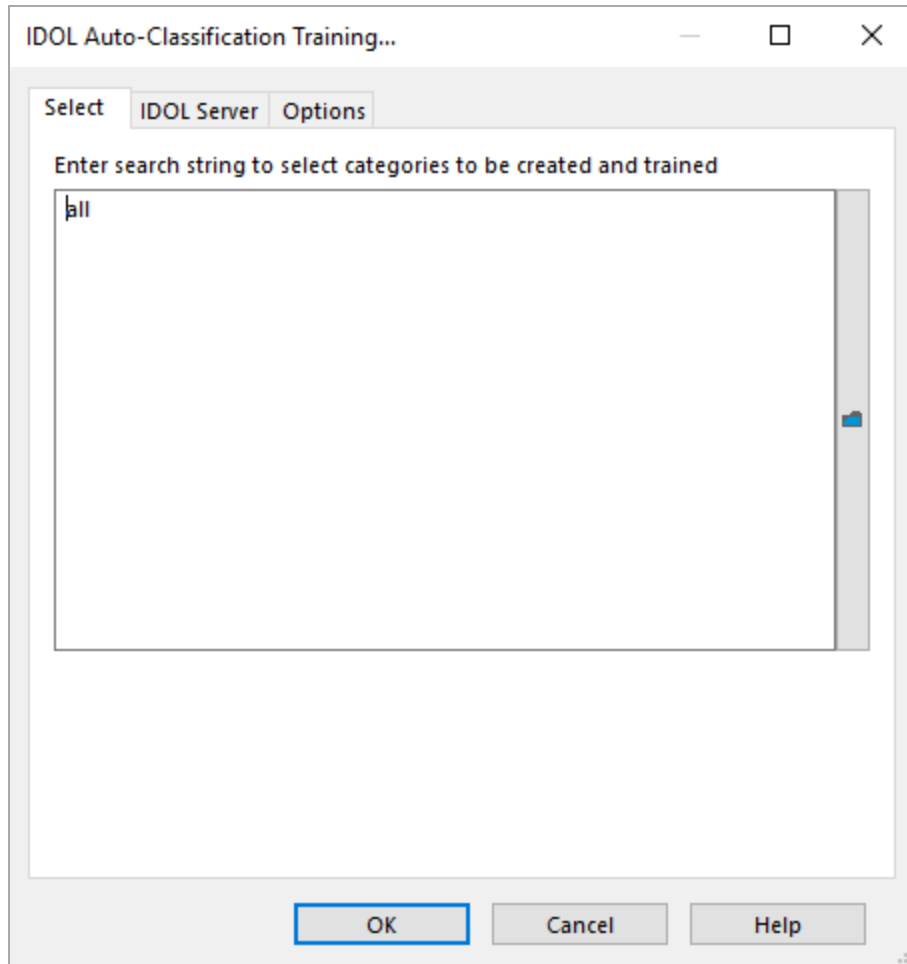 IDOL Auto-Classification Training...
Select IDOL Server Options
Enter search string to select categories to be created and trained
all
OK Cancel Help